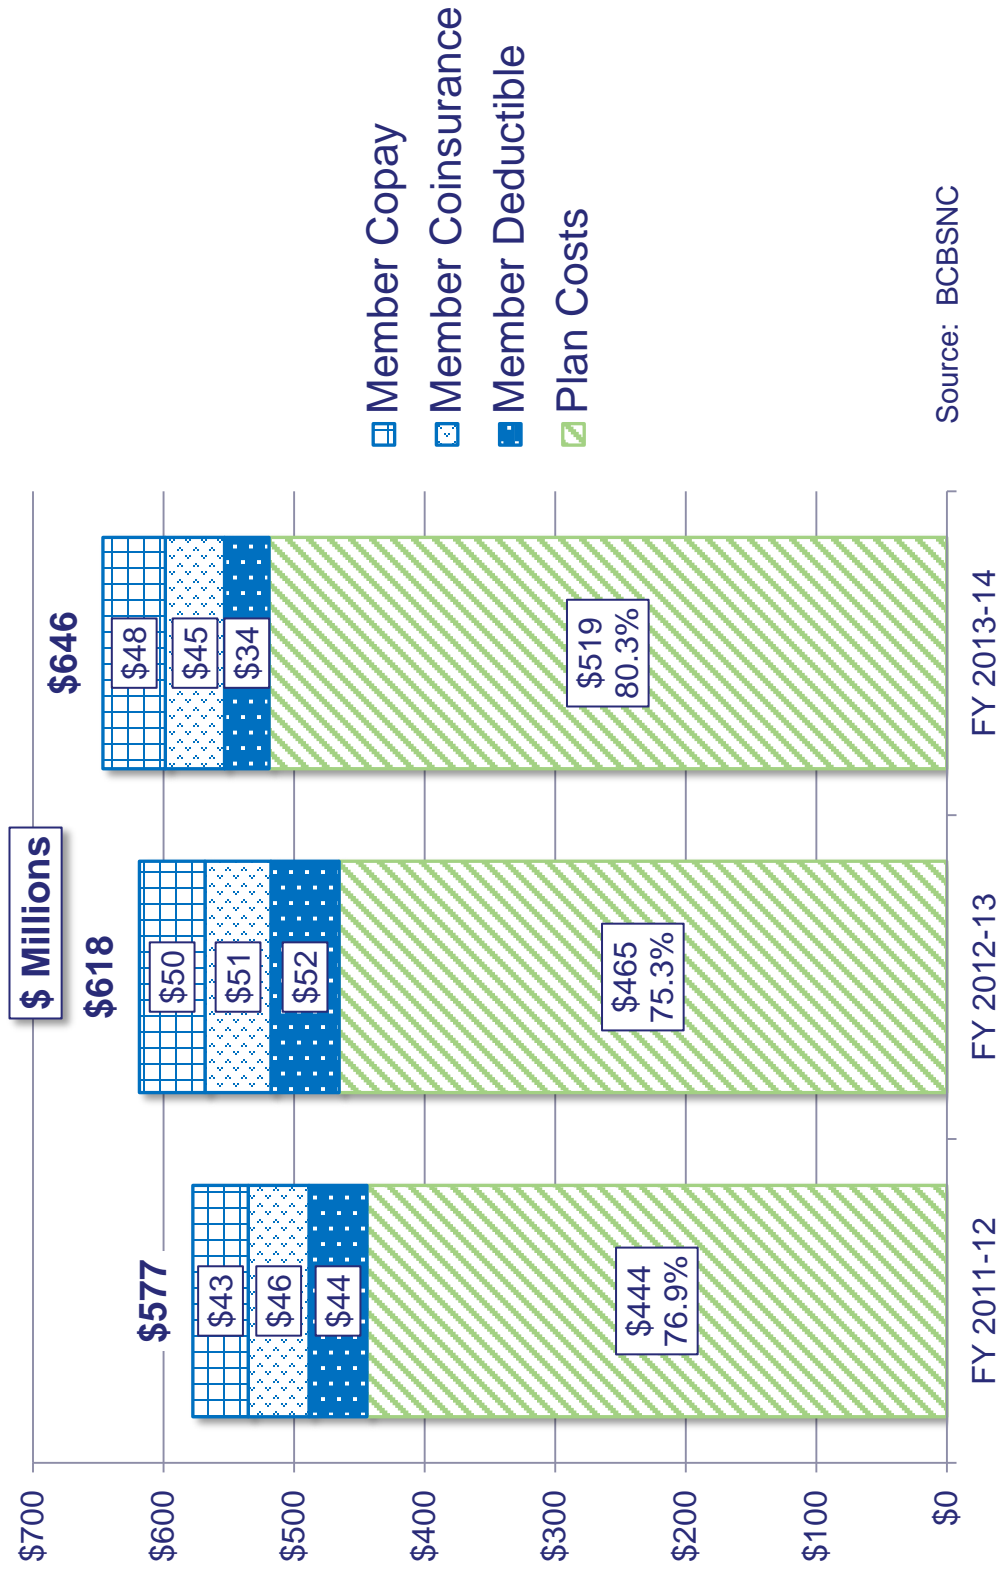 $ Millions
$700
$600
$500
$400
$300
$200
$100
$0
$577
$43
$46
$44
$444
76.9%
FY 2011-12
$618
$50
$51
$52
$465
75.3%
FY 2012-13
$646
$48
$45
$34
$519
80.3%
FY 2013-14
Member Copay
Member Coinsurance
Member Deductible
Plan Costs
Source: BCBSNC